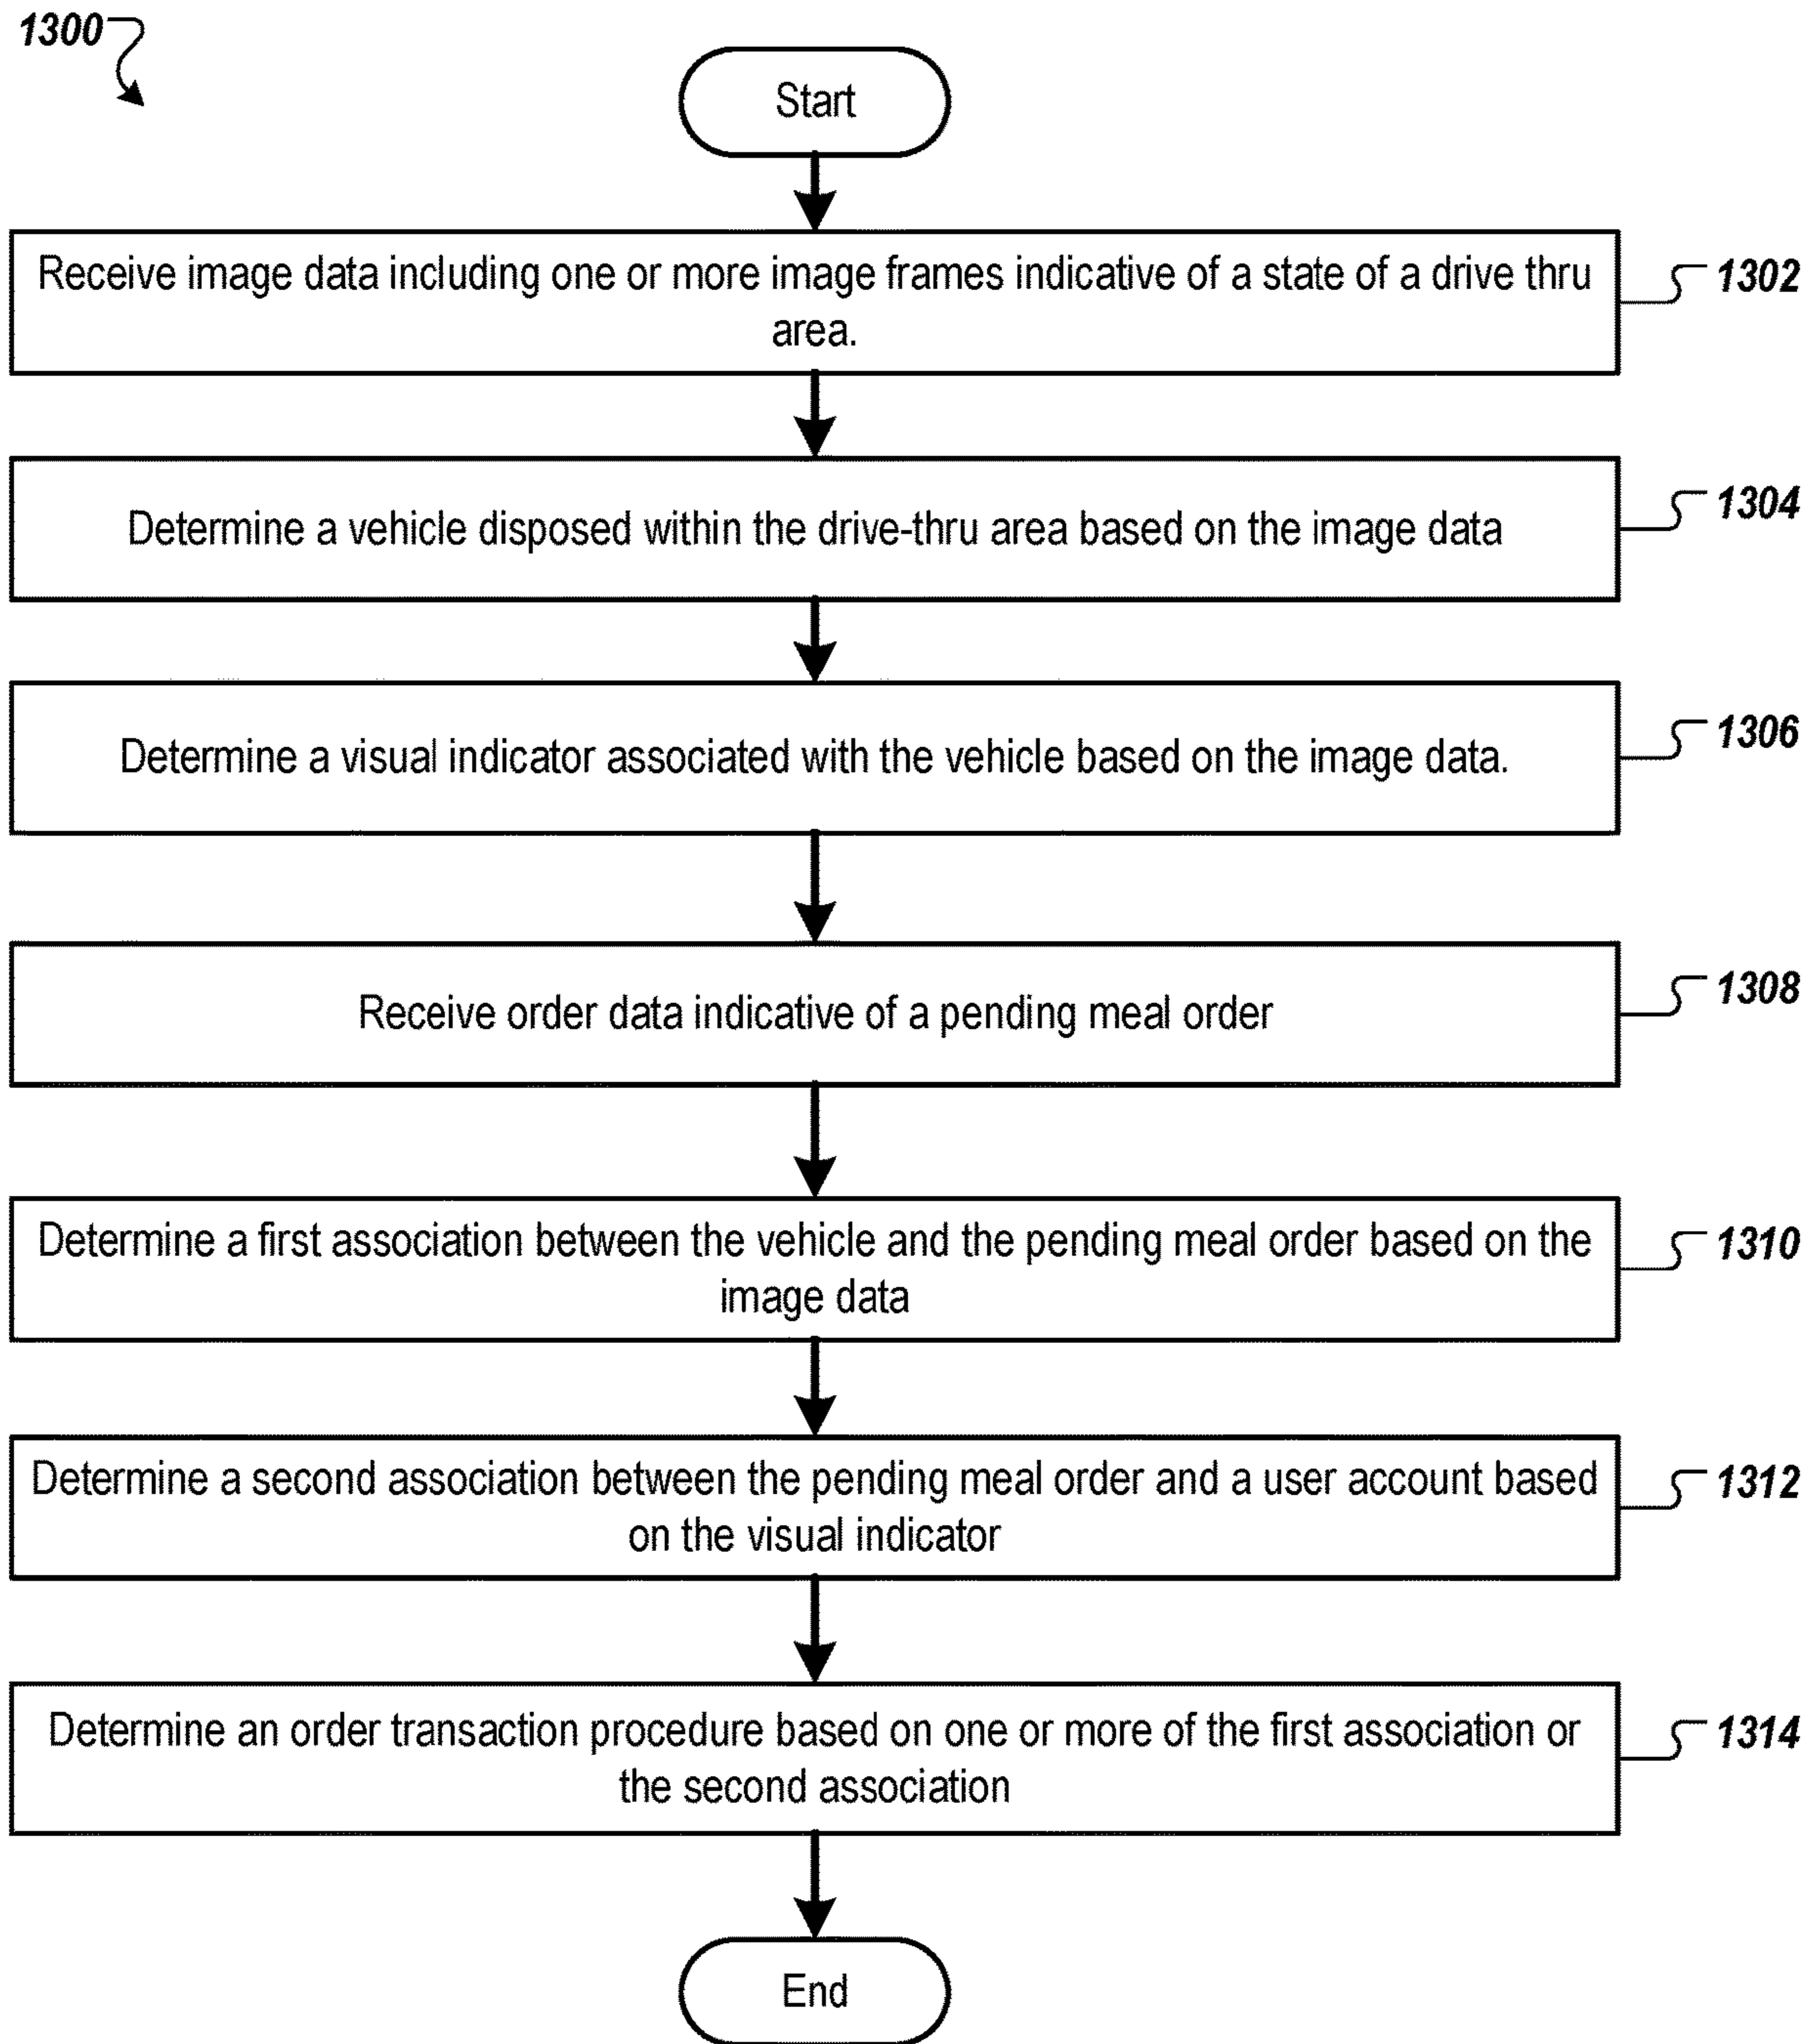 1300
Start
Receive image data including one or more image frames indicative of a state of a drive thru
area.
1302
Determine a vehicle disposed within the drive-thru area based on the image data
1304
Determine a visual indicator associated with the vehicle based on the image data.
1306
Receive order data indicative of a pending meal order
1308
Determine a first association between the vehicle and the pending meal order based on the
image data
1310
Determine a second association between the pending meal order and a user account based
on the visual indicator
1312
Determine an order transaction procedure based on one or more of the first association or
the second association
1314
End